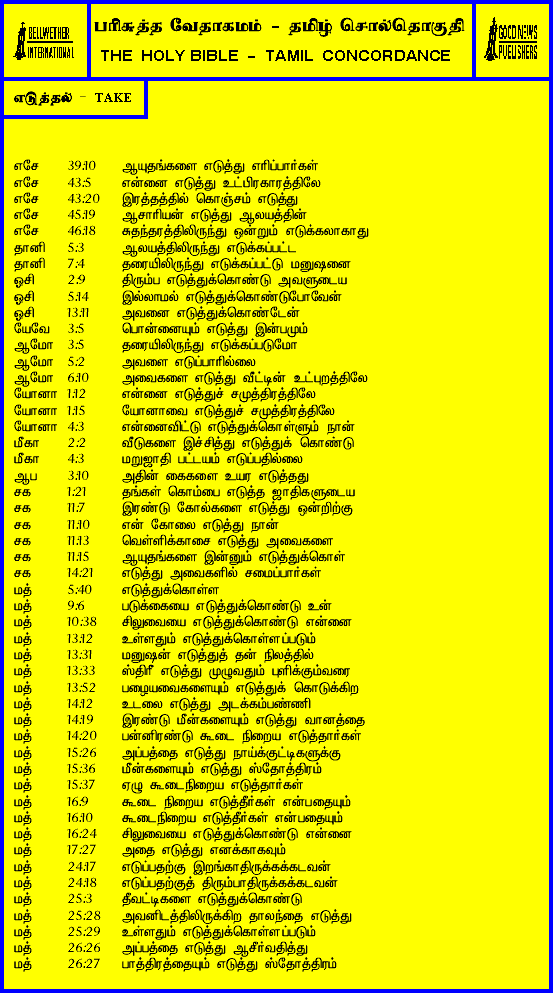 BELLWETHER
INTERNATIONAL
பரிசுத்த வேதாகமம் - தமிழ் சொல்தொகுதி
THE HOLY BIBLE - TAMIL CONCORDANCE
GOOD NEWS
PUBLISHERS
எடுத்தல் - TAKE
எசே 39:10 ஆயுதங்களை எடுத்து எரிப்பார்கள்
எசே 43:5 என்னை எடுத்து உட்பிரகாரத்திலே
எசே 43:20 இரத்தத்தில் கொஞ்சம் எடுத்து
எசே 45:19 ஆசாரியன் எடுத்து ஆலயத்தின்
எசே 46:18 சுதந்தரத்திலிருந்து ஒன்றும் எடுக்கலாகாது
தானி 5:3 ஆலயத்திலிருந்து எடுக்கப்பட்ட
தானி 7:4 தரையிலிருந்து எடுக்கப்பட்டு மனுஷனை
ஓசி 2:9 திரும்ப எடுத்துக்கொண்டு அவளுடைய
ஓசி 5:14 இல்லாமல் எடுத்துக்கொண்டுபோவேன்
ஓசி 13:11 அவனை எடுத்துக்கொண்டேன்
யேவே 3:5 பொன்னையும் எடுத்து இன்பமும்
ஆமோ 3:5 தரையிலிருந்து எடுக்கப்படுமோ
ஆமோ 5:2 அவளை எடுப்பாரில்லை
ஆமோ 6:10 அவைகளை எடுத்து வீட்டின் உட்புறத்திலே
யோனா 1:12 என்னை எடுத்துச் சமுத்திரத்திலே
யோனா 1:15 யோனாவை எடுத்துச் சமுத்திரத்திலே
யோனா 4:3 என்னைவிட்டு எடுத்துக்கொள்ளும் நான்
மீகா 2:2 வீடுகளை இச்சித்து எடுத்துக் கொண்டு
மீகா 4:3 மறுஜாதி பட்டயம் எடுப்பதில்லை
ஆப 3:10 அதின் கைகளை உயர எடுத்தது
சக 1:21 தங்கள் கொம்பை எடுத்த ஜாதிகளுடைய
சக 11:7 இரண்டு கோல்களை எடுத்து ஒன்றிற்கு
சக 11:10 என் கோலை எடுத்து நான்
சக 11:13 வெள்ளிக்காசை எடுத்து அவைகளை
சக 11:15 ஆயுதங்களை இன்னும் எடுத்துக்கொள்
சக 14:21 எடுத்து அவைகளில் சமைப்பார்கள்
மத் 5:40 எடுத்துக்கொள்ள
மத் 9:6 படுக்கையை எடுத்துக்கொண்டு உன்
மத் 10:38 சிலுவையை எடுத்துக்கொண்டு என்னை
மத் 13:12 உள்ளதும் எடுத்துக்கொள்ளப்படும்
மத் 13:31 மனுஷன் எடுத்துத் தன் நிலத்தில்
மத் 13:33 ஸ்திரீ எடுத்து முழுவதும் புளிக்கும்வரை
மத் 13:52 பழையவைகளையும் எடுத்துக் கொடுக்கிற
மத் 14:12 உடலை எடுத்து அடக்கம்பண்ணி
மத் 14:19 இரண்டு மீன்களையும் எடுத்து வானத்தை
மத் 14:20 பன்னிரண்டு கூடை நிறைய எடுத்தார்கள்
மத் 15:26 அப்பத்தை எடுத்து நாய்க்குட்டிகளுக்கு
மத் 15:36 மீன்களையும் எடுத்து ஸ்தோத்திரம்
மத் 15:37 ஏழு கூடைநிறைய எடுத்தார்கள்
மத் 16:9 கூடை நிறைய எடுத்தீர்கள் என்பதையும்
மத் 16:10 கூடைநிறைய எடுத்தீர்கள் என்பதையும்
மத் 16:24 சிலுவையை எடுத்துக்கொண்டு என்னை
மத் 17:27 அதை எடுத்து எனக்காகவும்
மத் 24:17 எடுப்பதற்கு இறங்காதிருக்கக்கடவன்
மத் 24:18 எடுப்பதற்குத் திரும்பாதிருக்கக்கடவன்
மத் 25:3 தீவட்டிகளை எடுத்துக்கொண்டு
மத் 25:28 அவனிடத்திலிருக்கிற தாலந்தை எடுத்து
மத் 25:29 உள்ளதும் எடுத்துக்கொள்ளப்படும்
மத் 26:26 அப்பத்தை எடுத்து ஆசீர்வதித்து
மத் 26:27 பாத்திரத்தையும் எடுத்து ஸ்தோத்திரம்